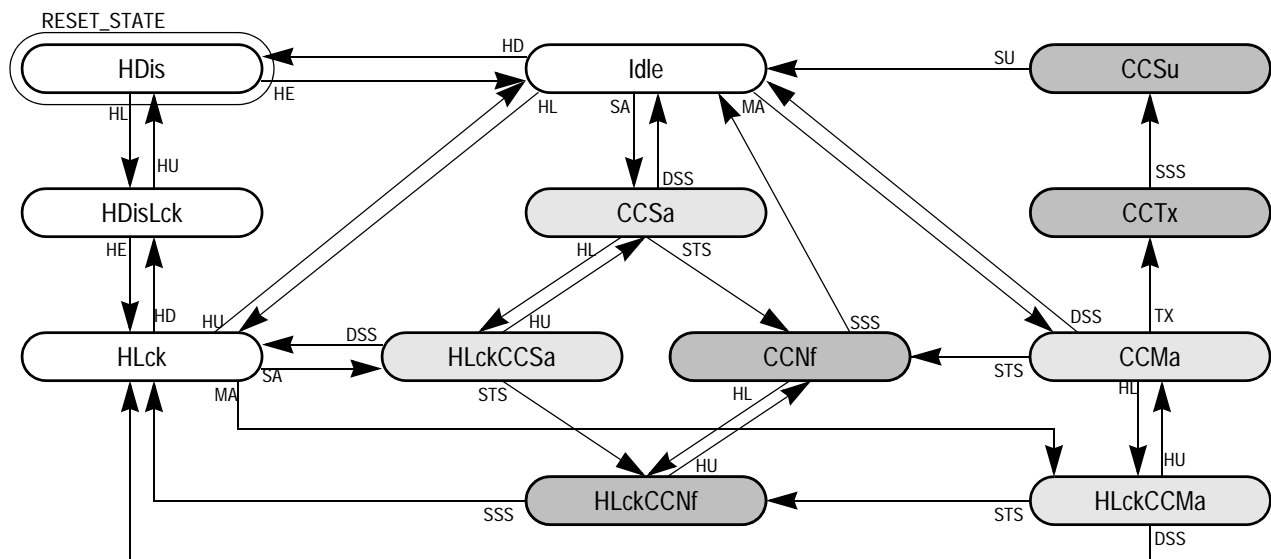 RESET_STATE
HDis
HD
Idle
SU
CCSu
HE
HL
HL
SA
MA
HU
DSS
SSS
HDisLck
CCSa
CCTx
HE
HL
STS
HD
HU
DSS
HU
SSS
DSS
TX
HLck
HLckCCSa
CCNf
CCMa
SA
STS
MA
STS
HL
HL
HU
HU
HLckCCNf
HLckCCMa
SSS
STS
DSS